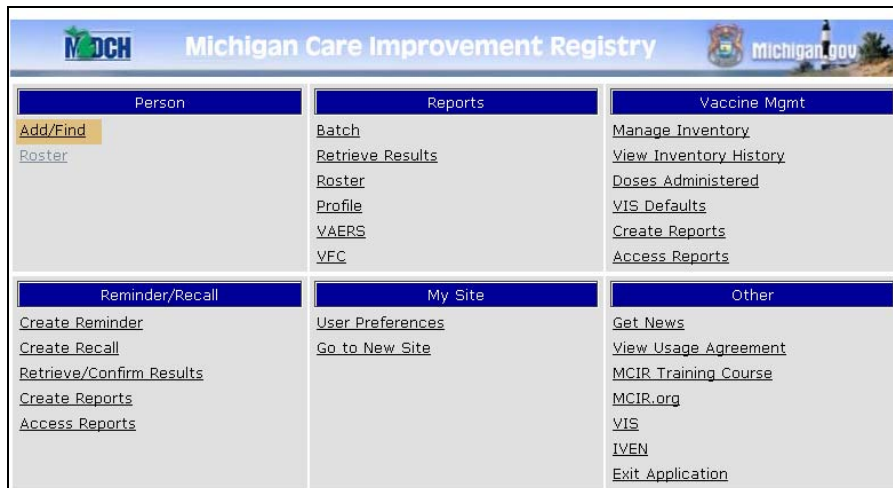 MDCH Michigan Care Improvement Registry Michigan.gov
Person
Add/Find
Roster
Reports
Batch
Retrieve Results
Roster
Profile
VAERS
VFC
Vaccine Mgmt
Manage Inventory
View Inventory History
Doses Administered
VIS Defaults
Create Reports
Access Reports
Reminder/Recall
Create Reminder
Create Recall
Retrieve/Confirm Results
Create Reports
Access Reports
My Site
User Preferences
Go to New Site
Other
Get News
View Usage Agreement
MCIR Training Course
MCIR.org
VIS
IVEN
Exit Application